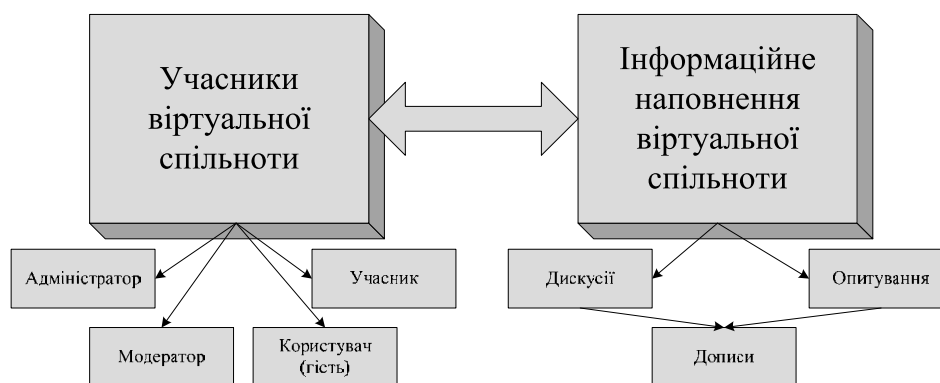 Учасники
віртуальної
спільноти
Інформаційне
наповнення
віртуальної
спільноти
Адміністратор
Учасник
Модератор
Користувач
(гість)
Дискусії
Опитування
Дописи